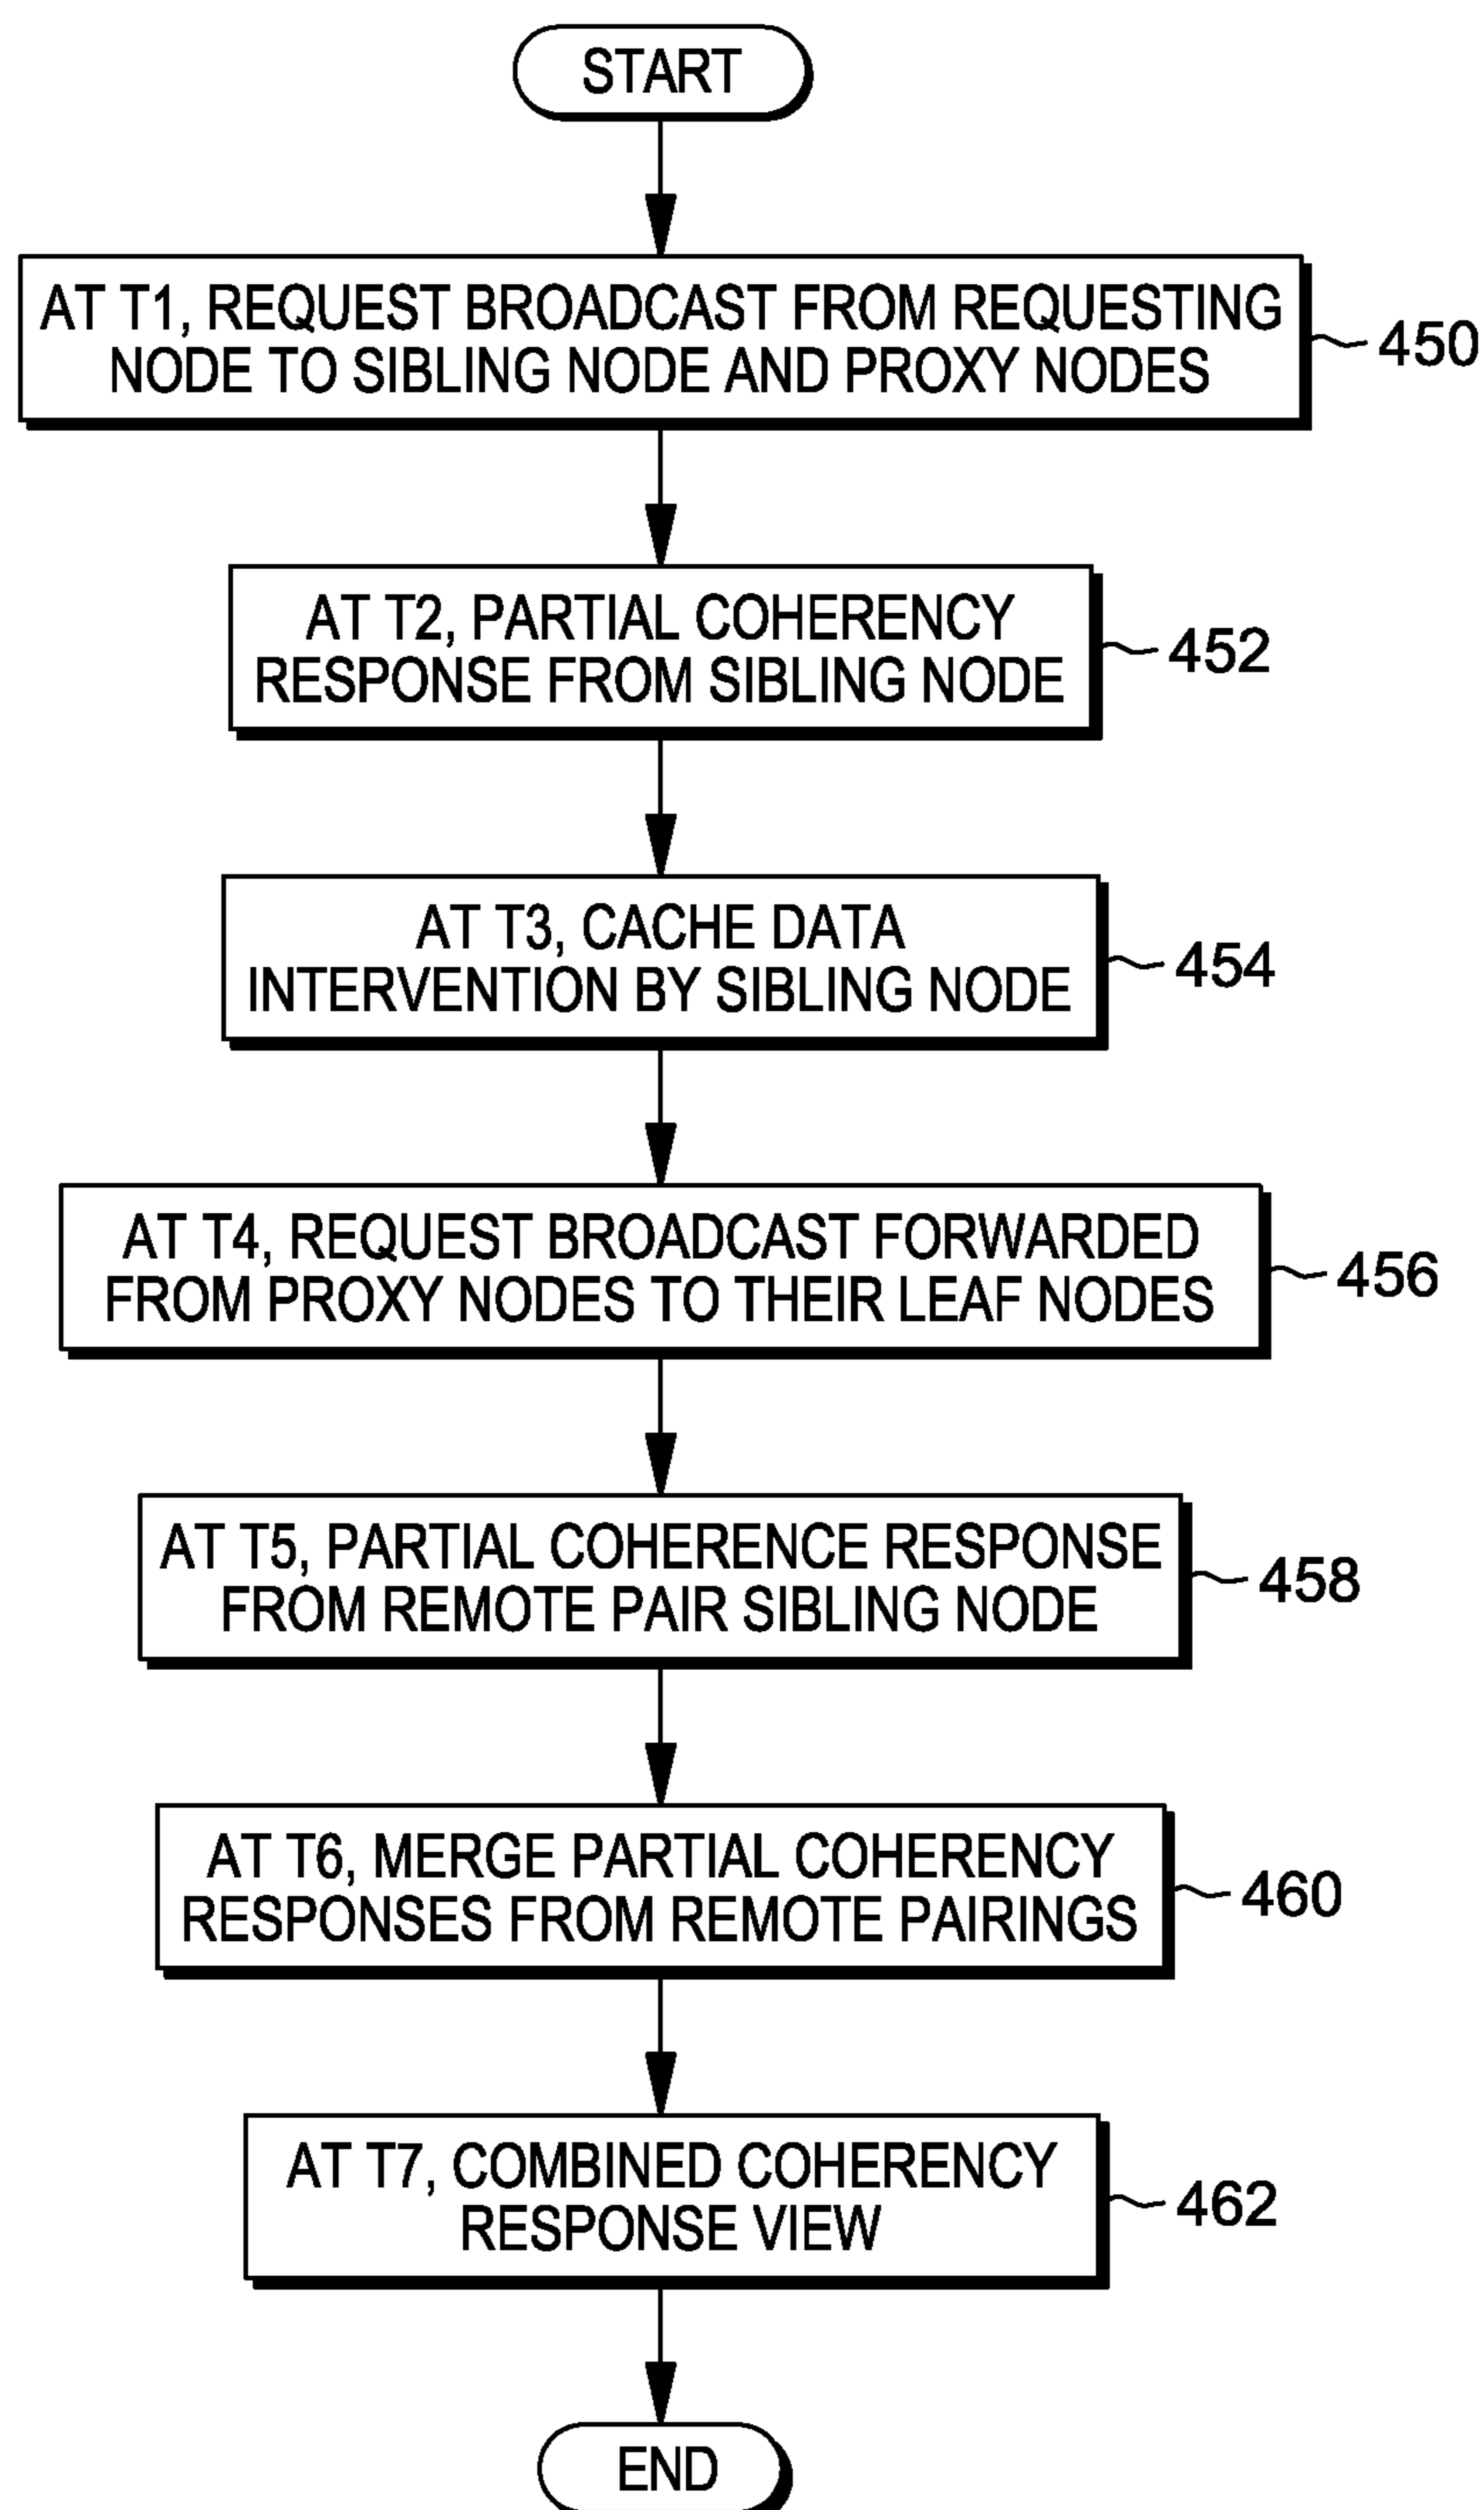 START
AT T1, REQUEST BROADCAST FROM REQUESTING
NODE TO SIBLING NODE AND PROXY NODES
450
AT T2, PARTIAL COHERENCY
RESPONSE FROM SIBLING NODE
452
AT T3, CACHE DATA
INTERVENTION BY SIBLING NODE
454
AT T4, REQUEST BROADCAST FORWARDED
FROM PROXY NODES TO THEIR LEAF NODES
456
AT T5, PARTIAL COHERENCE RESPONSE
FROM REMOTE PAIR SIBLING NODE
458
AT T6, MERGE PARTIAL COHERENCY
RESPONSES FROM REMOTE PAIRINGS
460
AT T7, COMBINED COHERENCY
RESPONSE VIEW
462
END